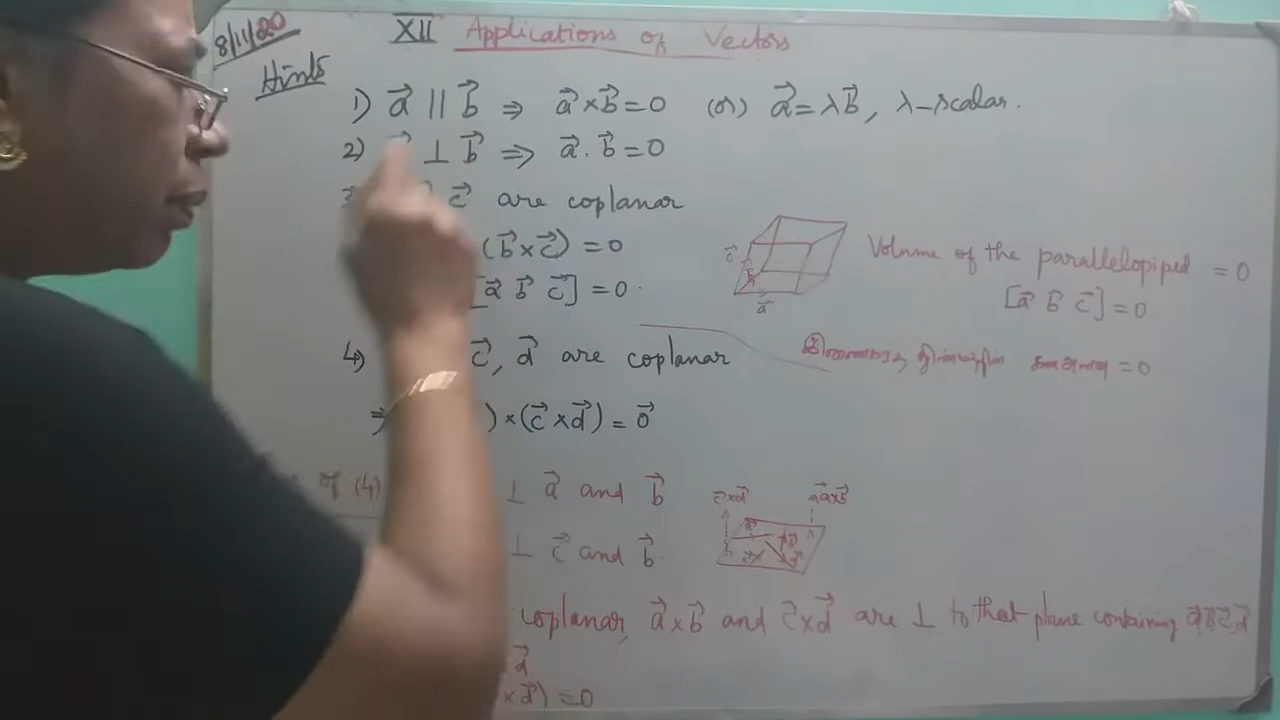 8/11/20
XII Applications of Vectors
Hints
1) a⃗ || b⃗ ⇒ a⃗ × b⃗ = 0 (or) a⃗ = λb⃗, λ-scalar.
2) ⊥ b⃗ ⇒ a⃗ . b⃗ = 0
c⃗ are coplanar
(b⃗ × c⃗) = 0
[a⃗ b⃗ c⃗] = 0.
c⃗ b⃗ a⃗
Volume of the parallelopiped = 0
[a⃗ b⃗ c⃗] = 0
4) c⃗, d⃗ are coplanar
= 0
⇒ ) × (c⃗ × d⃗) = 0⃗
of (4) ⊥ a⃗ and b⃗
⊥ c⃗ and b⃗.
c⃗×d⃗ a⃗×b⃗
coplanar, a⃗ × b⃗ and c⃗ × d⃗ are ⊥ to that plane containing a⃗ b⃗ c⃗ d⃗
d⃗
× d⃗) = 0